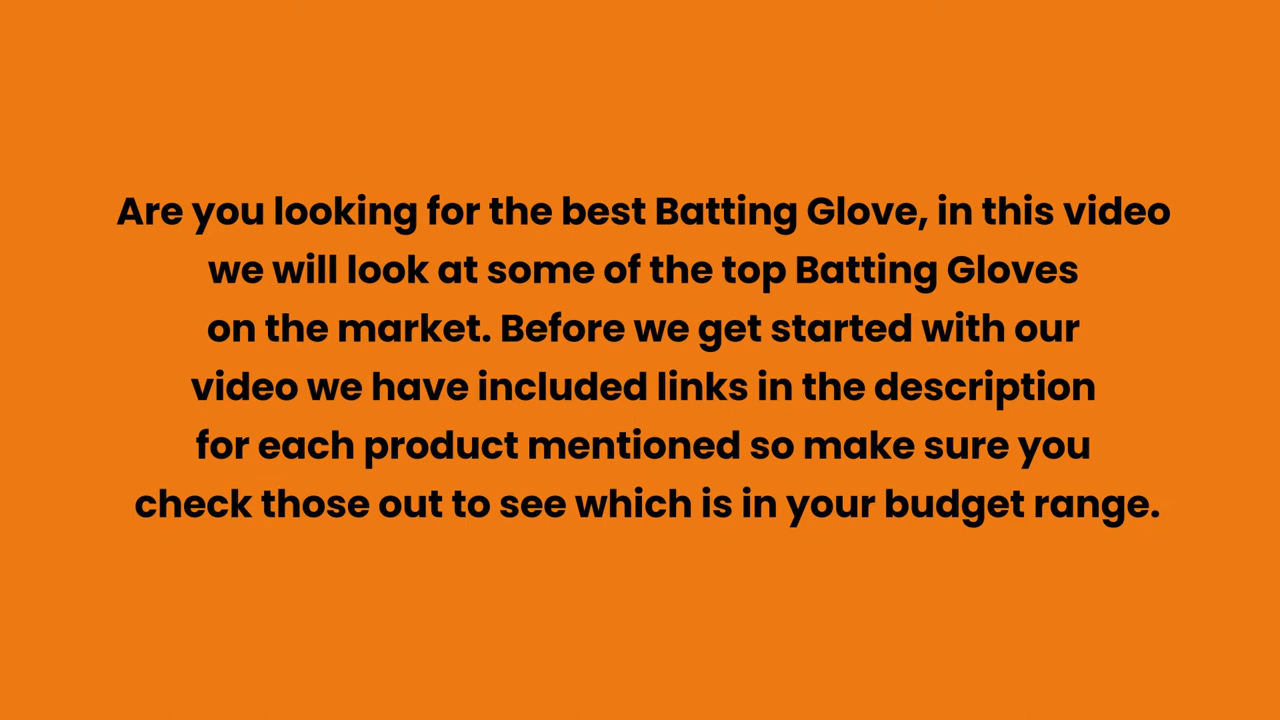 Are you looking for the best Batting Glove, in this video
we will look at some of the top Batting Gloves
on the market. Before we get started with our
video we have included links in the description
for each product mentioned so make sure you
check those out to see which is in your budget range.